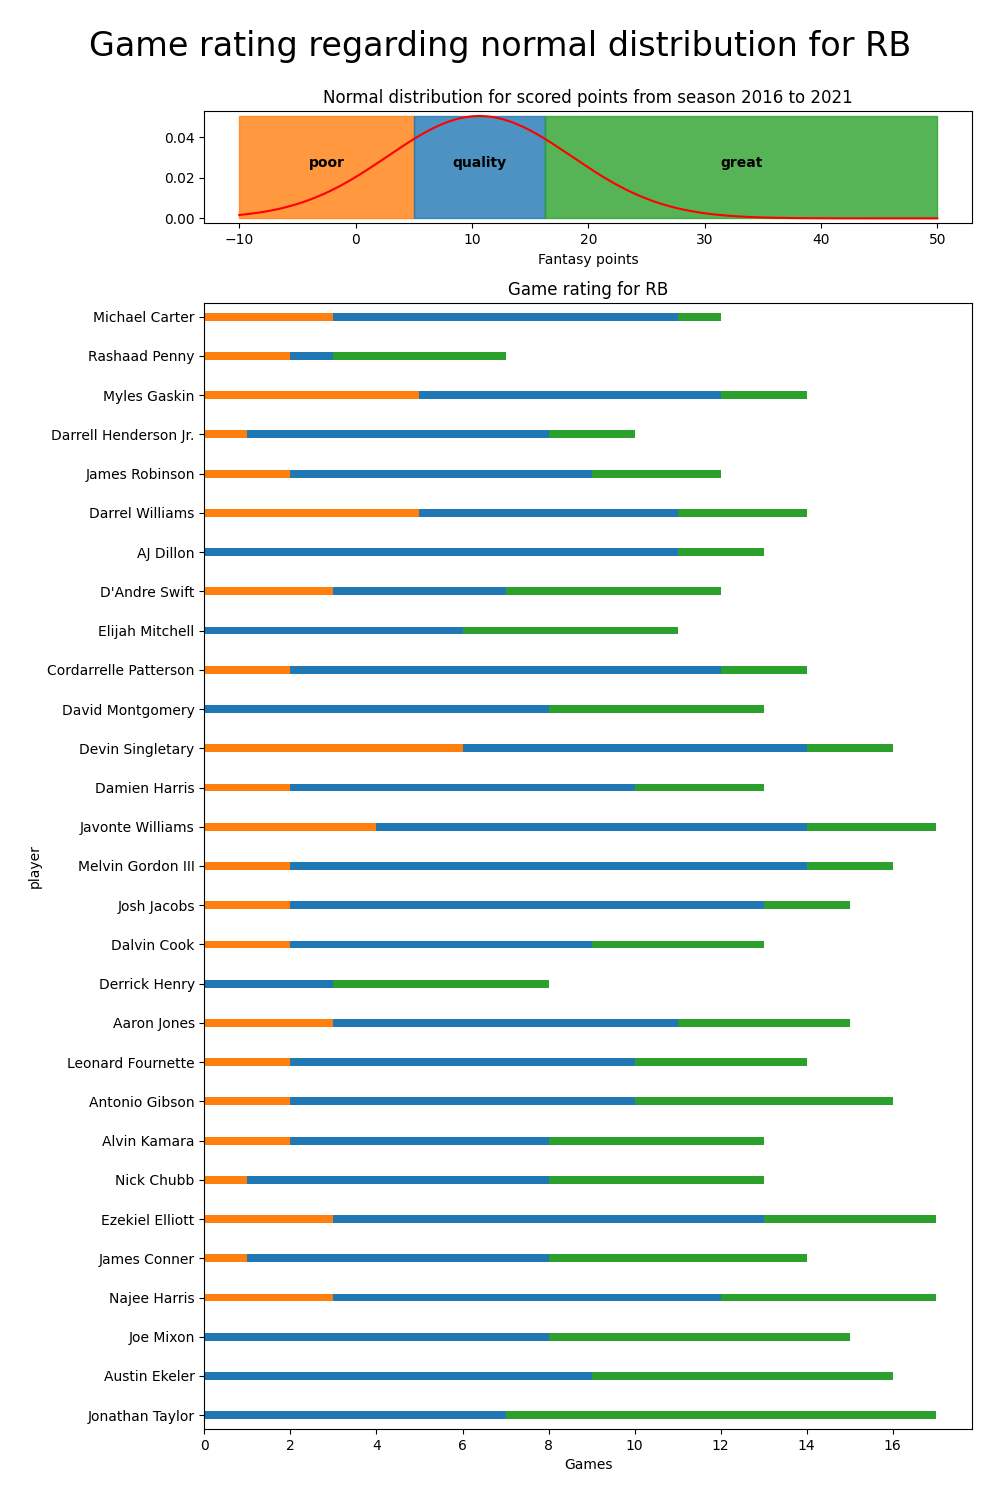 Game rating regarding normal distribution for RB
Normal distribution for scored points from season 2016 to 2021
0.04
0.02
0.00
poor
quality
great
−10 0 10 20 30 40 50
Fantasy points
Game rating for RB
Michael Carter
Rashaad Penny
Myles Gaskin
Darrell Henderson Jr.
James Robinson
Darrel Williams
AJ Dillon
D'Andre Swift
Elijah Mitchell
Cordarrelle Patterson
David Montgomery
Devin Singletary
Damien Harris
Javonte Williams
Melvin Gordon III
Josh Jacobs
Dalvin Cook
Derrick Henry
Aaron Jones
Leonard Fournette
Antonio Gibson
Alvin Kamara
Nick Chubb
Ezekiel Elliott
James Conner
Najee Harris
Joe Mixon
Austin Ekeler
Jonathan Taylor
player
0 2 4 6 8 10 12 14 16
Games